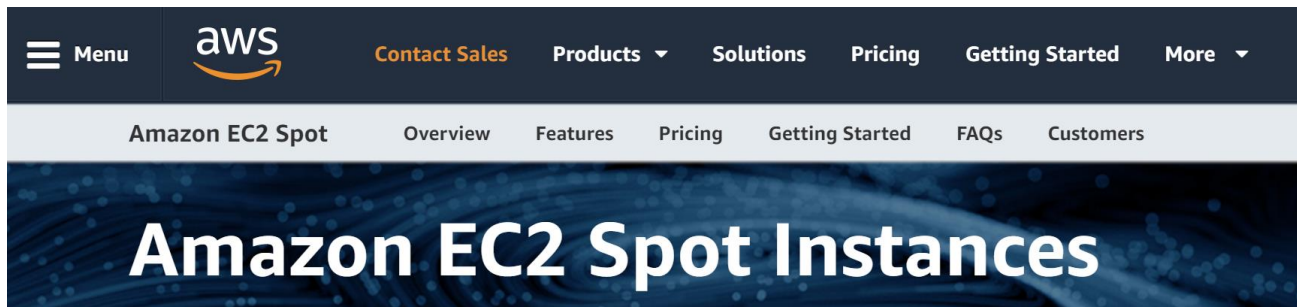 Menu aws Contact Sales Products Solutions Pricing Getting Started More
Amazon EC2 Spot Overview Features Pricing Getting Started FAQs Customers
Amazon EC2 Spot Instances